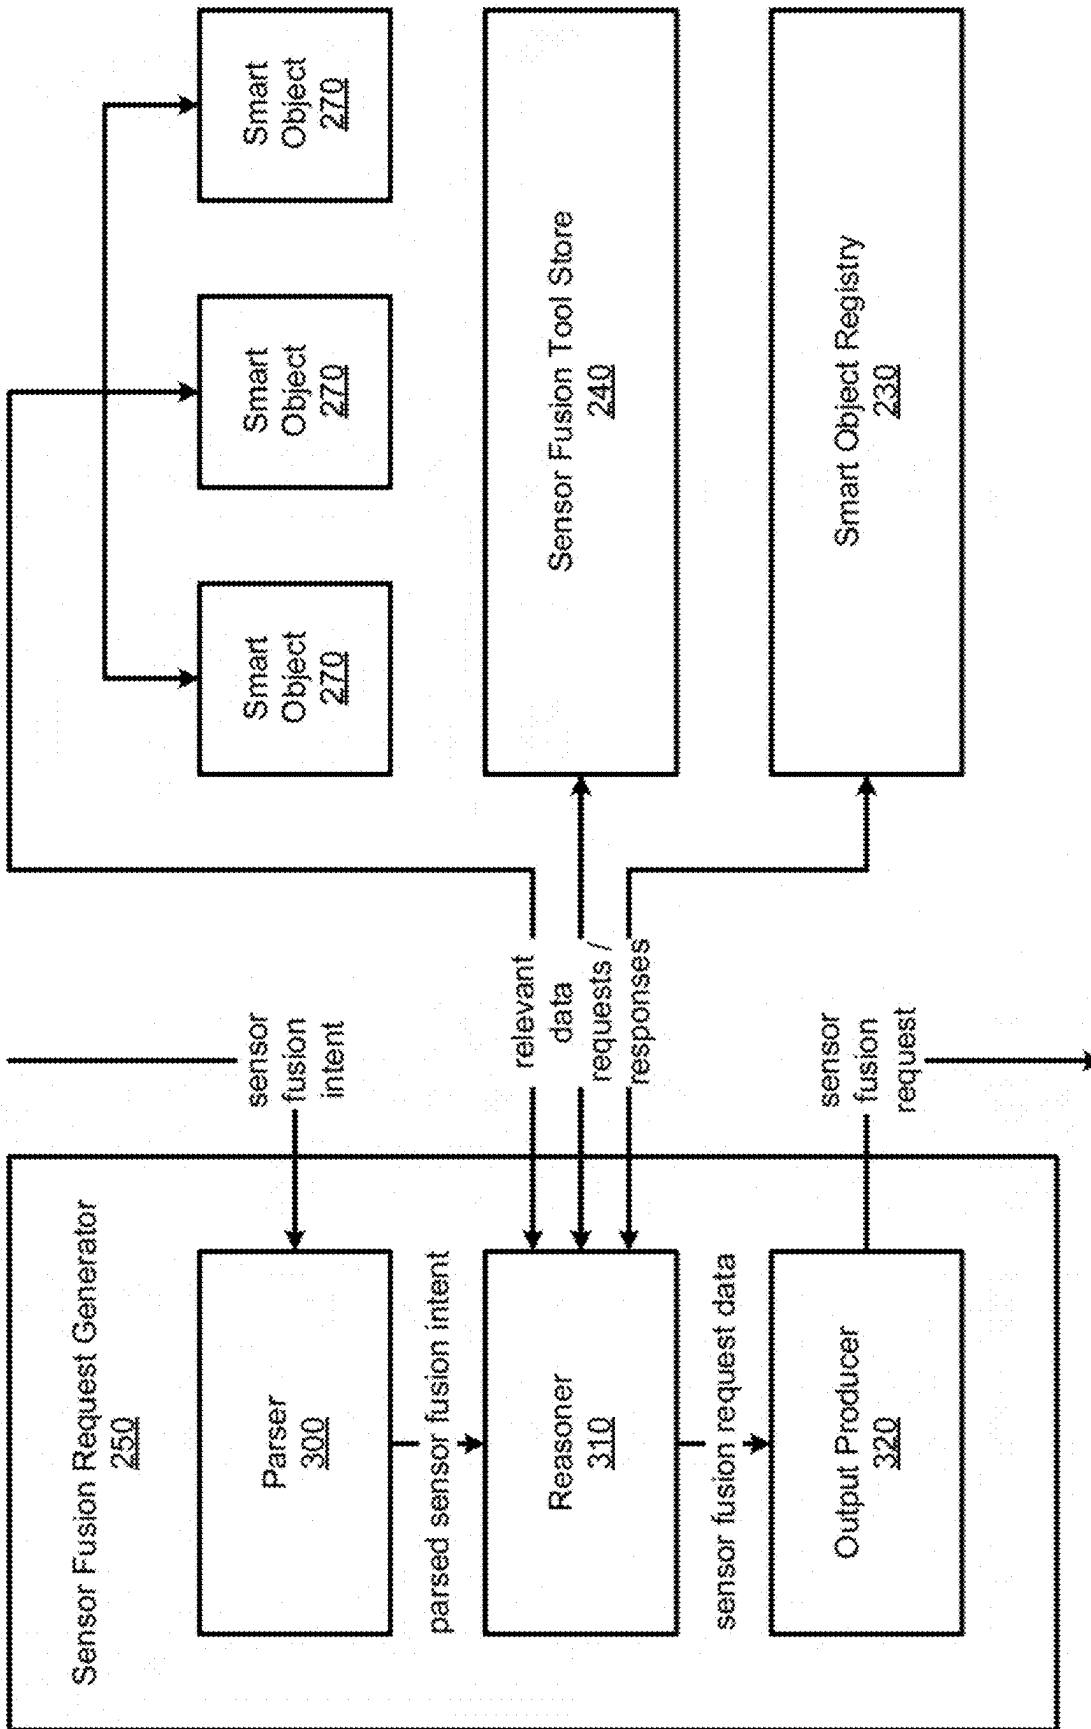 Sensor Fusion Request Generator
250
Parser
300
parsed sensor fusion intent
Reasoner
310
sensor fusion request data
Output Producer
320
sensor
fusion
intent
relevant
data
requests /
responses
sensor
fusion
request
Smart
Object
270
Smart
Object
270
Smart
Object
270
Sensor Fusion Tool Store
240
Smart Object Registry
230